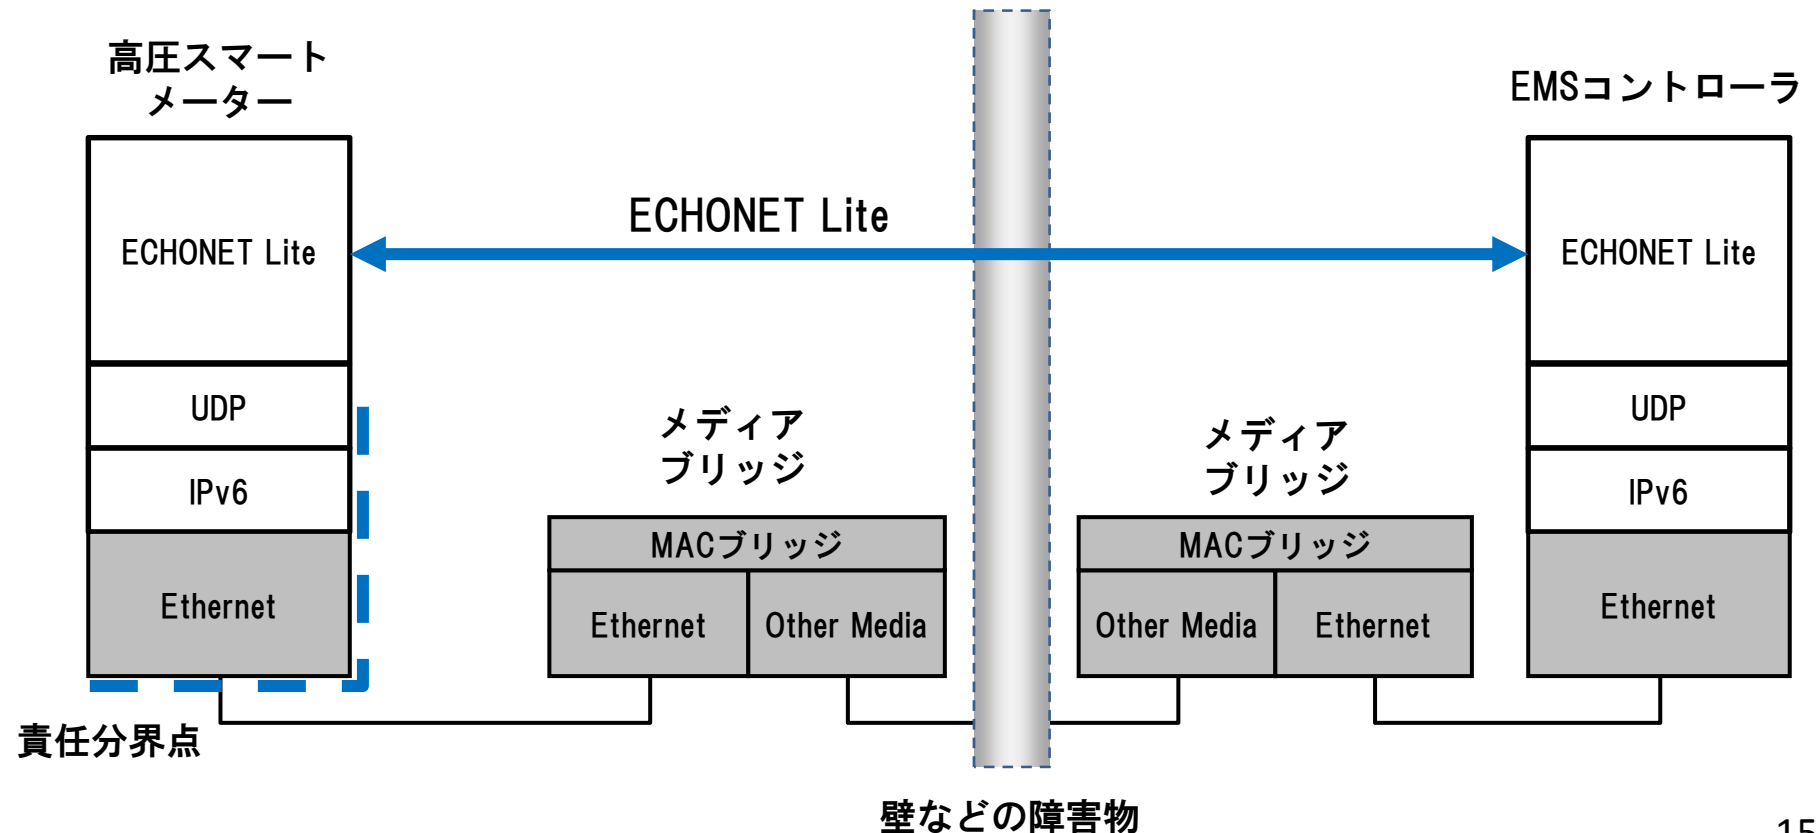 高圧スマート
メーター
EMSコントローラ
ECHONET Lite
ECHONET Lite
ECHONET Lite
UDP
UDP
IPv6
IPv6
Ethernet
Ethernet
メディア
ブリッジ
メディア
ブリッジ
MACブリッジ
MACブリッジ
Ethernet
Other Media
Other Media
Ethernet
責任分界点
壁などの障害物
15